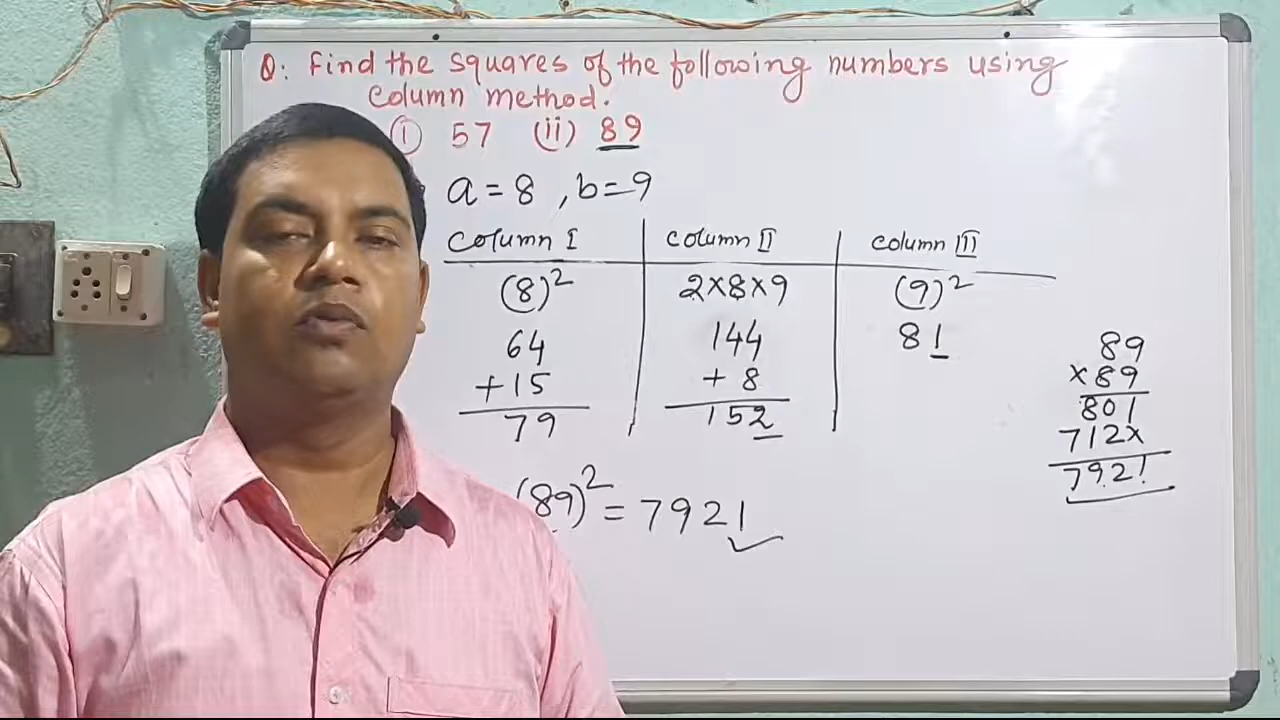 Q: Find the squares of the following numbers using
column method.
(i) 57 (ii) 89
a = 8 , b = 9
Column I Column II Column III
(8)² 2×8×9 (9)²
64 144 81
+15 +8
79 152
89
×89
801
712×
7921
(89)² = 7921